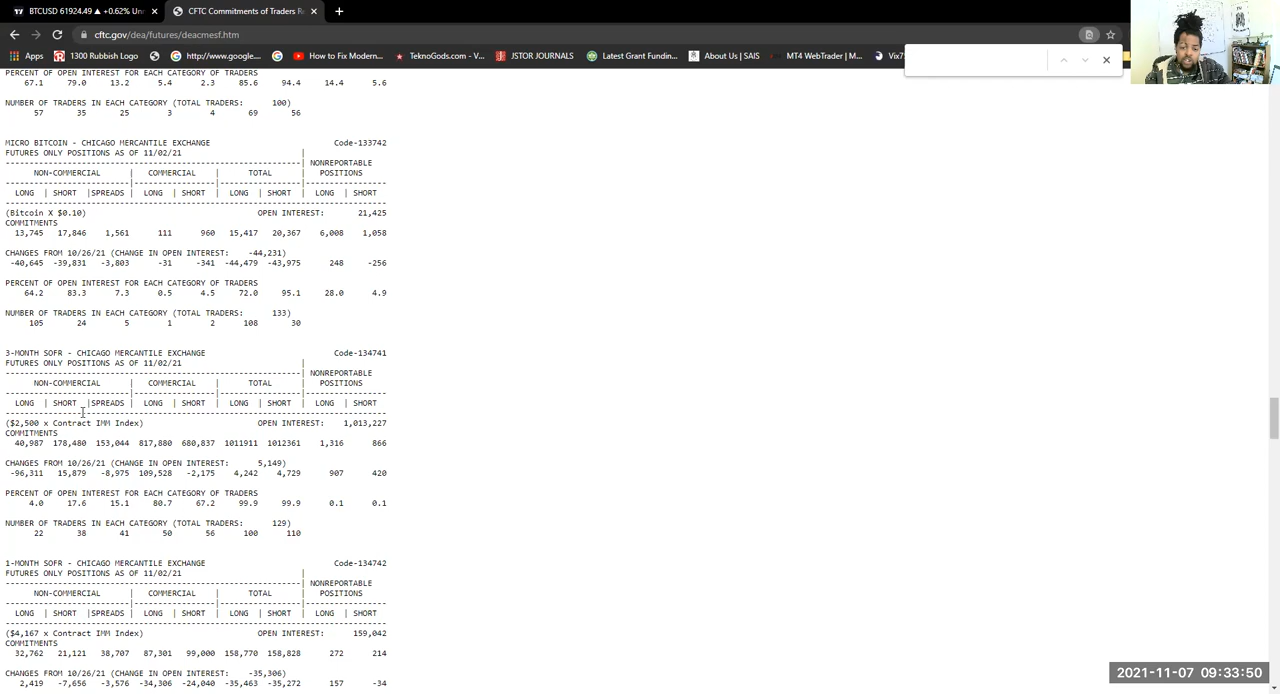 BTCUSD 61924.49 ▲ +0.62% Unn
CFTC Commitments of Traders Re
cftc.gov/dea/futures/deacmesf.htm
Apps
1300 Rubbish Logo
http://www.google....
How to Fix Modern...
TeknoGods.com - V...
JSTOR JOURNALS
Latest Grant Fundin...
About Us | SAIS
MT4 WebTrader | M...
Vix75
PERCENT OF OPEN INTEREST FOR EACH CATEGORY OF TRADERS
67.1 79.0 13.2 5.4 2.3 85.6 94.4 14.4 5.6
NUMBER OF TRADERS IN EACH CATEGORY (TOTAL TRADERS: 100)
57 35 25 3 4 69 56
MICRO BITCOIN - CHICAGO MERCANTILE EXCHANGE Code-133742
FUTURES ONLY POSITIONS AS OF 11/02/21 |
--------------------------------------------------------------| NONREPORTABLE
NON-COMMERCIAL | COMMERCIAL | TOTAL | POSITIONS
--------------------------|-----------------|-----------------|-----------------
LONG | SHORT |SPREADS | LONG | SHORT | LONG | SHORT | LONG | SHORT
--------------------------------------------------------------------------------
(Bitcoin X $0.10) OPEN INTEREST: 21,425
COMMITMENTS
13,745 17,846 1,561 111 960 15,417 20,367 6,008 1,058
CHANGES FROM 10/26/21 (CHANGE IN OPEN INTEREST: -44,231)
-40,645 -39,831 -3,803 -31 -341 -44,479 -43,975 248 -256
PERCENT OF OPEN INTEREST FOR EACH CATEGORY OF TRADERS
64.2 83.3 7.3 0.5 4.5 72.0 95.1 28.0 4.9
NUMBER OF TRADERS IN EACH CATEGORY (TOTAL TRADERS: 133)
105 24 5 1 2 108 30
3-MONTH SOFR - CHICAGO MERCANTILE EXCHANGE Code-134741
FUTURES ONLY POSITIONS AS OF 11/02/21 |
--------------------------------------------------------------| NONREPORTABLE
NON-COMMERCIAL | COMMERCIAL | TOTAL | POSITIONS
--------------------------|-----------------|-----------------|-----------------
LONG | SHORT |SPREADS | LONG | SHORT | LONG | SHORT | LONG | SHORT
--------------------------------------------------------------------------------
($2,500 x Contract IMM Index) OPEN INTEREST: 1,013,227
COMMITMENTS
40,987 178,480 153,044 817,880 680,837 1011911 1012361 1,316 866
CHANGES FROM 10/26/21 (CHANGE IN OPEN INTEREST: 5,149)
-96,311 15,879 -8,975 109,528 -2,175 4,242 4,729 907 420
PERCENT OF OPEN INTEREST FOR EACH CATEGORY OF TRADERS
4.0 17.6 15.1 80.7 67.2 99.9 99.9 0.1 0.1
NUMBER OF TRADERS IN EACH CATEGORY (TOTAL TRADERS: 129)
22 38 41 50 56 100 110
1-MONTH SOFR - CHICAGO MERCANTILE EXCHANGE Code-134742
FUTURES ONLY POSITIONS AS OF 11/02/21 |
--------------------------------------------------------------| NONREPORTABLE
NON-COMMERCIAL | COMMERCIAL | TOTAL | POSITIONS
--------------------------|-----------------|-----------------|-----------------
LONG | SHORT |SPREADS | LONG | SHORT | LONG | SHORT | LONG | SHORT
--------------------------------------------------------------------------------
($4,167 x Contract IMM Index) OPEN INTEREST: 159,042
COMMITMENTS
32,762 21,121 38,707 87,301 99,000 158,770 158,828 272 214
CHANGES FROM 10/26/21 (CHANGE IN OPEN INTEREST: -35,306)
2,419 -7,656 -3,576 -34,306 -24,040 -35,463 -35,272 157 -34
2021-11-07 09:33:50